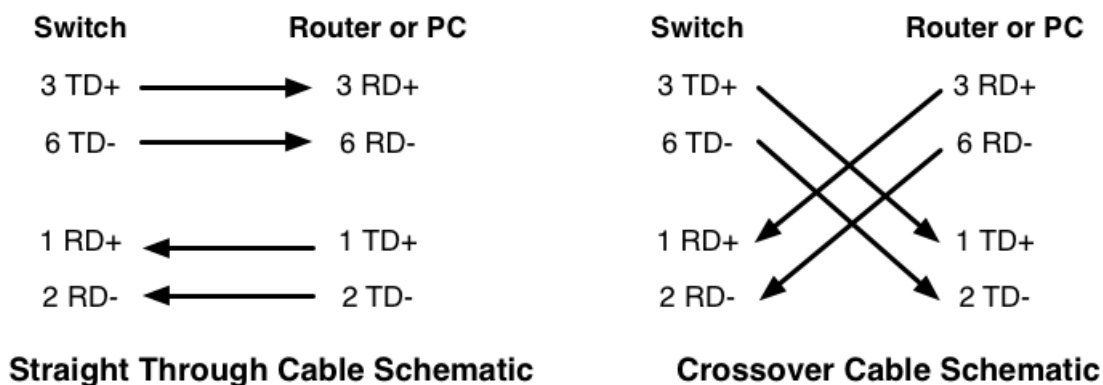 Switch Router or PC
3 TD+ 3 RD+
6 TD- 6 RD-
1 RD+ 1 TD+
2 RD- 2 TD-
Straight Through Cable Schematic
Switch Router or PC
3 TD+ 3 RD+
6 TD- 6 RD-
1 RD+ 1 TD+
2 RD- 2 TD-
Crossover Cable Schematic